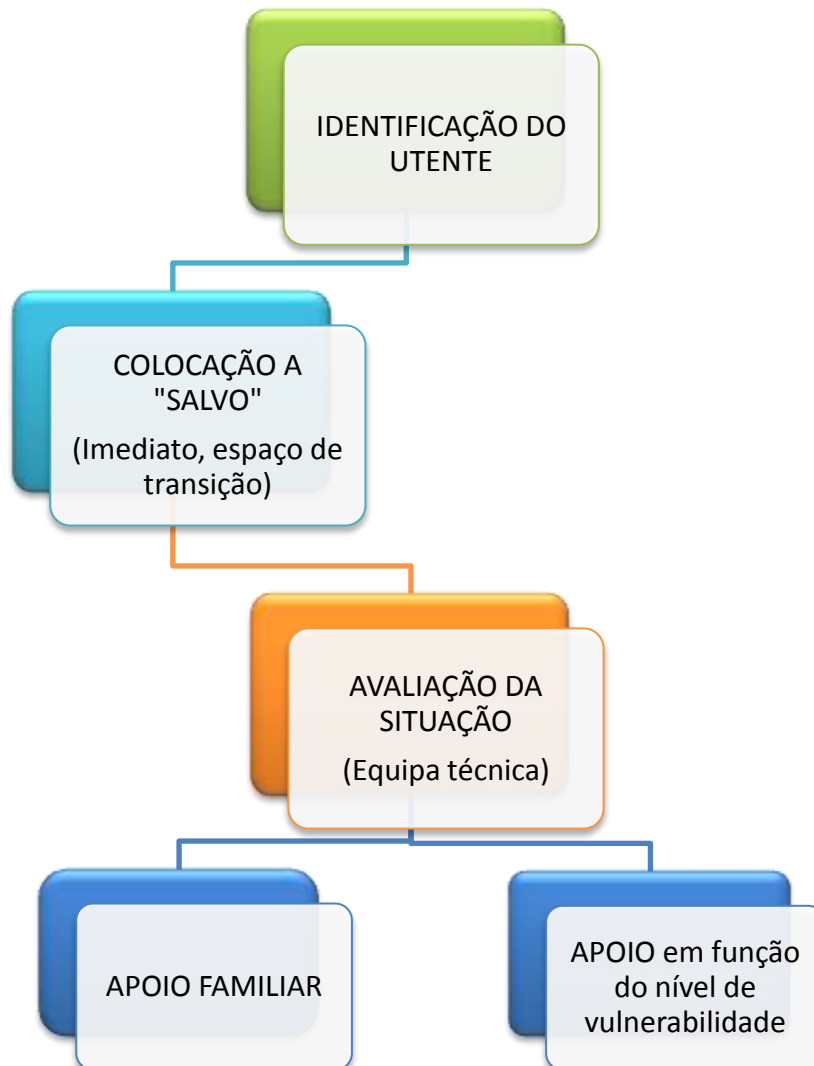 IDENTIFICAÇÃO DO
UTENTE
COLOCAÇÃO A
"SALVO"
(Imediato, espaço de
transição)
AVALIAÇÃO DA
SITUAÇÃO
(Equipa técnica)
APOIO FAMILIAR
APOIO em função
do nível de
vulnerabilidade